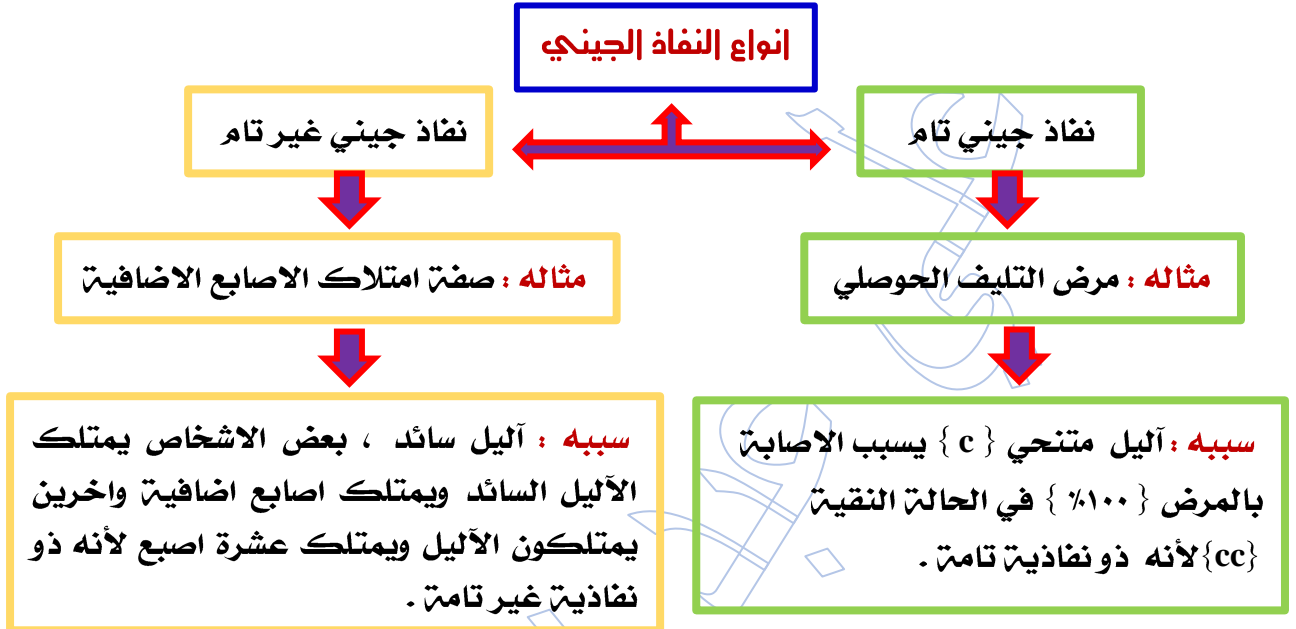 انواع النفاذ الجيني
نفاذ جيني تام
نفاذ جيني غير تام
مثاله : مرض التليف الحوصلي
مثاله : صفة امتلاك الاصابع الاضافية
سببه : آليل متنحي { c } يسبب الاصابة
بالمرض { ١٠٠٪ } في الحالة النقية
{cc} لأنه ذو نفاذية تامة .
سببه : آليل سائد ، بعض الاشخاص يمتلك
الآليل السائد ويمتلك اصابع اضافية واخرين
يمتلكون الآليل ويمتلك عشرة اصبع لأنه ذو
نفاذية غير تامة .